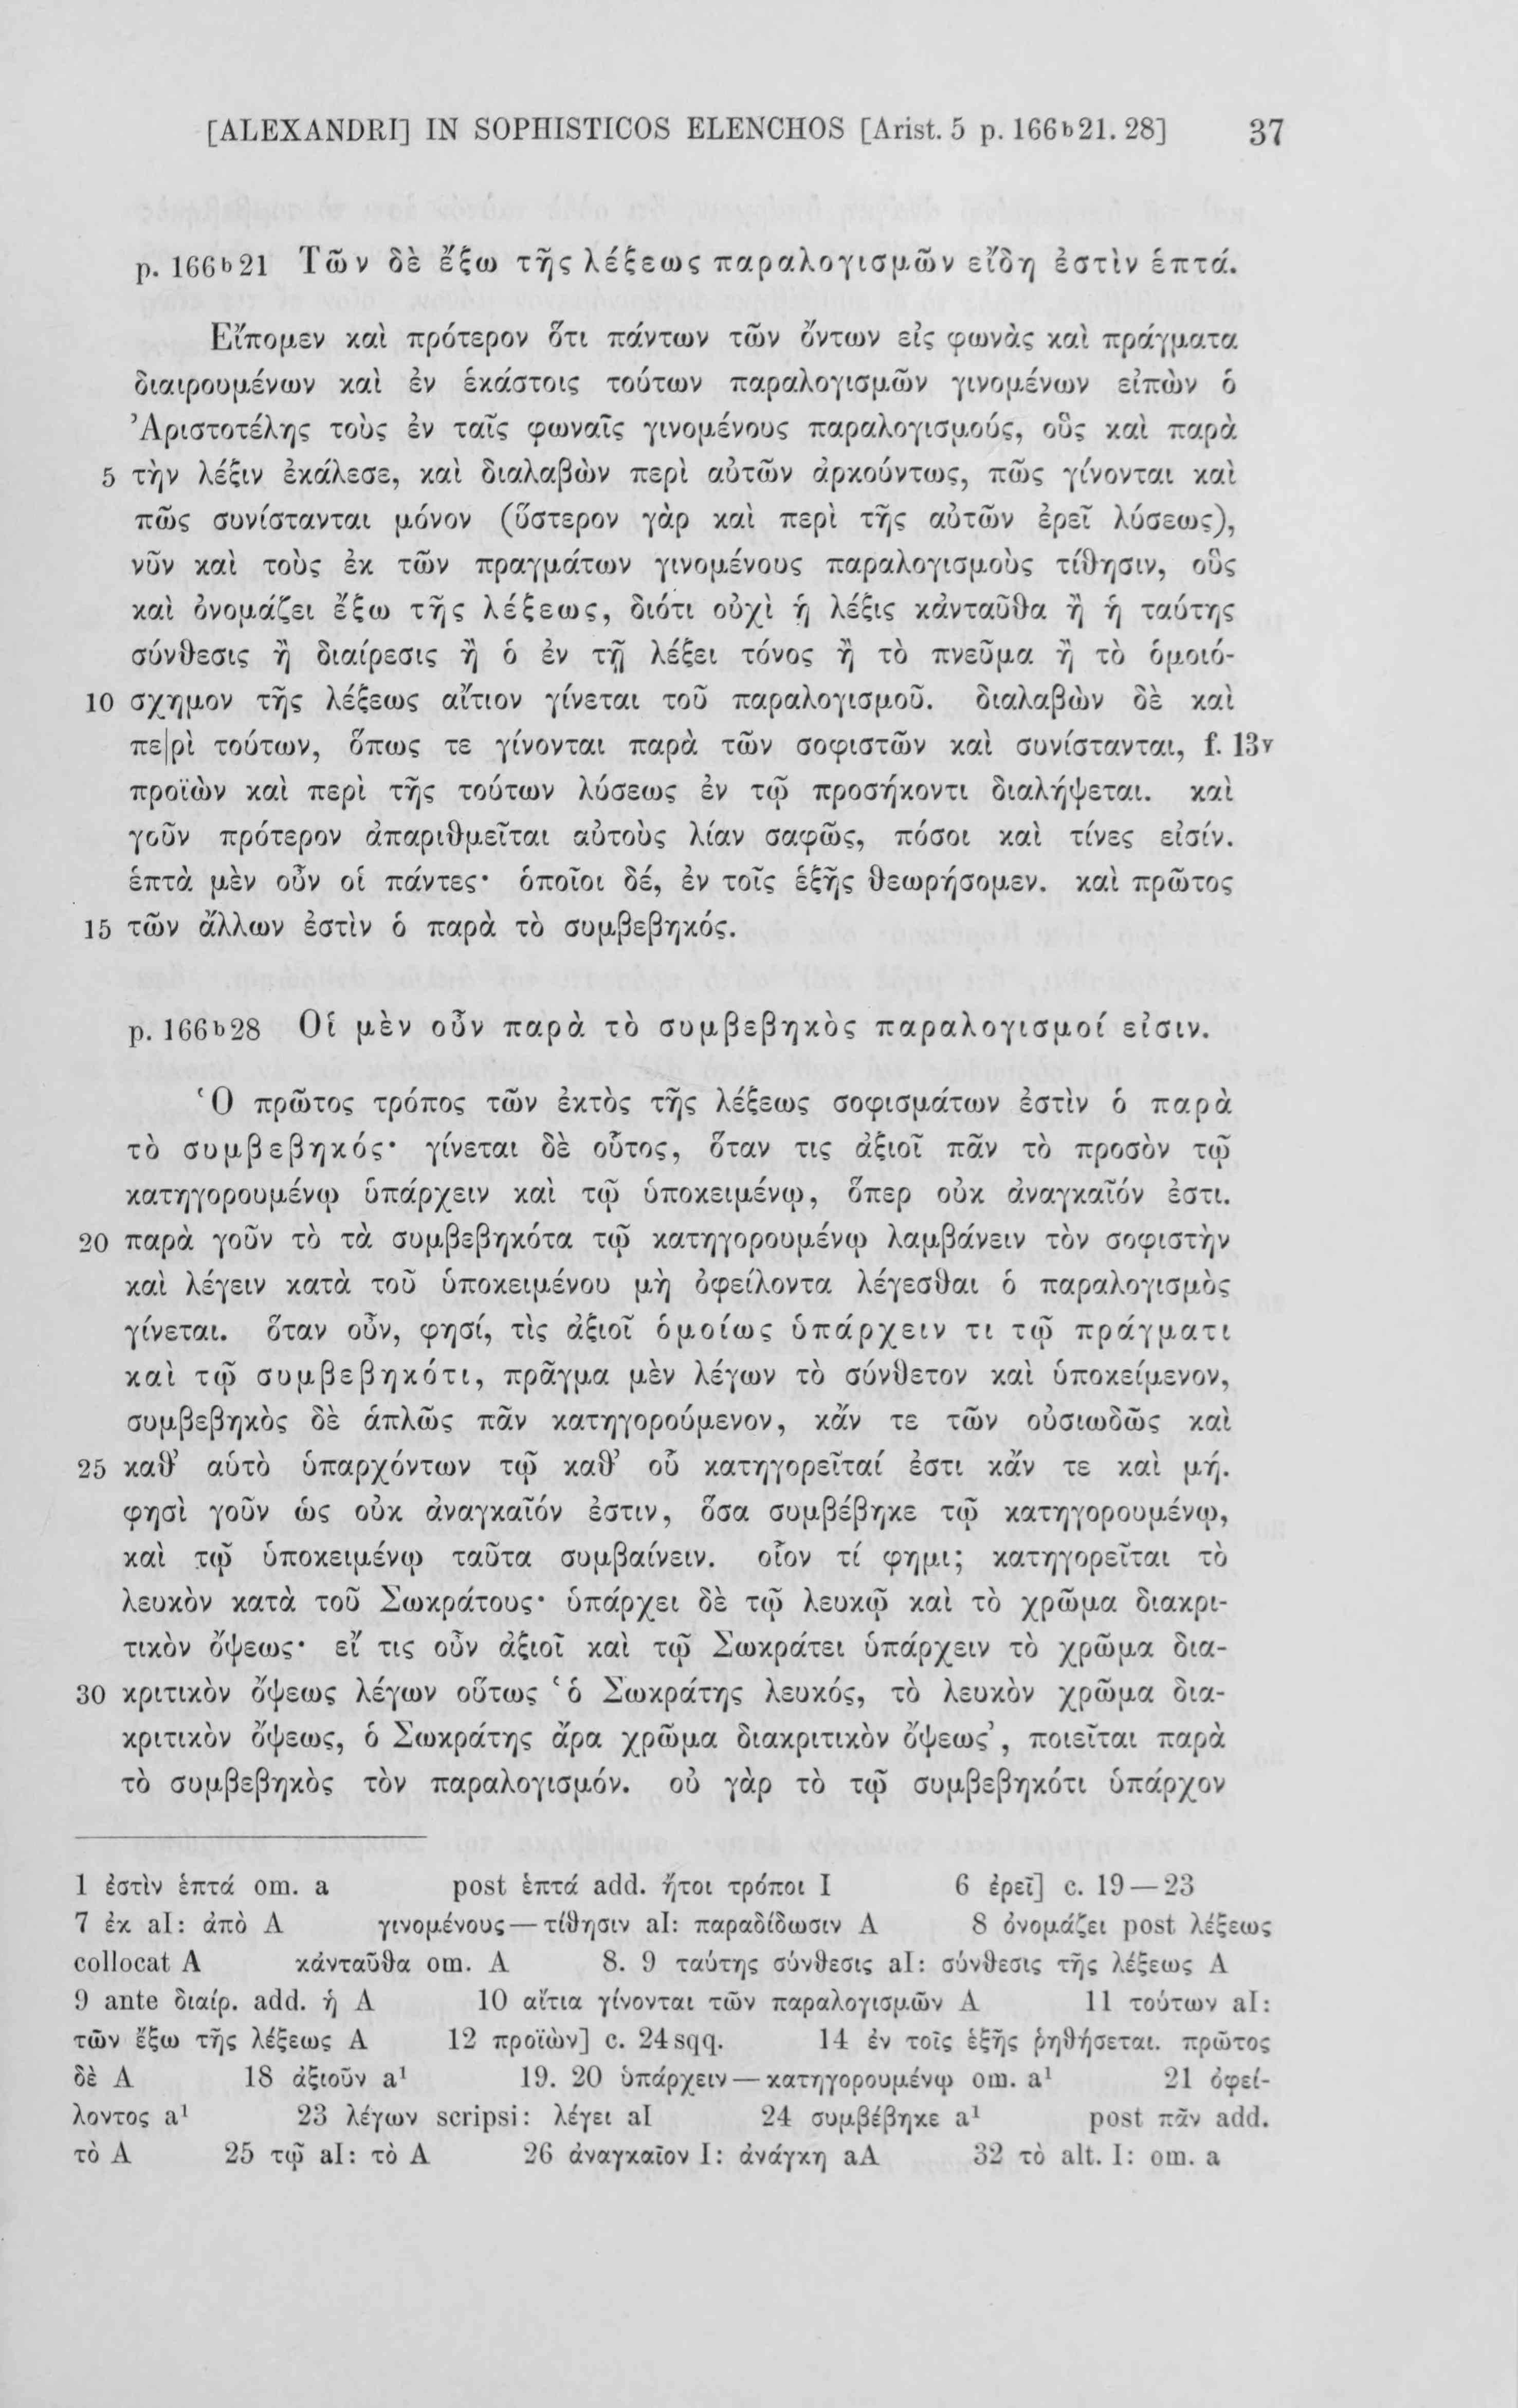 [ALEXANDRI] IN SOPHISTICOS ELENCHOS [Arist. 5 p. 166ᵇ21. 28] 37
p. 166ᵇ21 Τῶν δὲ ἔξω τῆς λέξεως παραλογισμῶν εἴδη ἐστὶν ἑπτά.
Εἴπομεν καὶ πρότερον ὅτι πάντων τῶν ὄντων εἰς φωνὰς καὶ πράγματα
διαιρουμένων καὶ ἐν ἑκάστοις τούτων παραλογισμῶν γινομένων εἰπὼν ὁ
Ἀριστοτέλης τοὺς ἐν ταῖς φωναῖς γινομένους παραλογισμούς, οὓς καὶ παρὰ
5 τὴν λέξιν ἐκάλεσε, καὶ διαλαβὼν περὶ αὐτῶν ἀρκούντως, πῶς γίνονται καὶ
πῶς συνίστανται μόνον (ὕστερον γὰρ καὶ περὶ τῆς αὐτῶν ἐρεῖ λύσεως),
νῦν καὶ τοὺς ἐκ τῶν πραγμάτων γινομένους παραλογισμοὺς τίθησιν, οὓς
καὶ ὀνομάζει ἔξω τῆς λέξεως, διότι οὐχὶ ἡ λέξις κἀνταῦθα ἢ ἡ ταύτης
σύνθεσις ἢ διαίρεσις ἢ ὁ ἐν τῇ λέξει τόνος ἢ τὸ πνεῦμα ἢ τὸ ὁμοιό-
10 σχημον τῆς λέξεως αἴτιον γίνεται τοῦ παραλογισμοῦ. διαλαβὼν δὲ καὶ
πε|ρὶ τούτων, ὅπως τε γίνονται παρὰ τῶν σοφιστῶν καὶ συνίστανται, f. 13ᵛ
προϊὼν καὶ περὶ τῆς τούτων λύσεως ἐν τῷ προσήκοντι διαλήψεται. καὶ
γοῦν πρότερον ἀπαριθμεῖται αὐτοὺς λίαν σαφῶς, πόσοι καὶ τίνες εἰσίν.
ἑπτὰ μὲν οὖν οἱ πάντες· ὁποῖοι δέ, ἐν τοῖς ἑξῆς θεωρήσομεν. καὶ πρῶτος
15 τῶν ἄλλων ἐστὶν ὁ παρὰ τὸ συμβεβηκός.
p. 166ᵇ28 Οἱ μὲν οὖν παρὰ τὸ συμβεβηκὸς παραλογισμοί εἰσιν.
Ὁ πρῶτος τρόπος τῶν ἐκτὸς τῆς λέξεως σοφισμάτων ἐστὶν ὁ παρὰ
τὸ συμβεβηκός· γίνεται δὲ οὗτος, ὅταν τις ἀξιοῖ πᾶν τὸ προσὸν τῷ
κατηγορουμένῳ ὑπάρχειν καὶ τῷ ὑποκειμένῳ, ὅπερ οὐκ ἀναγκαῖόν ἐστι.
20 παρὰ γοῦν τὸ τὰ συμβεβηκότα τῷ κατηγορουμένῳ λαμβάνειν τὸν σοφιστὴν
καὶ λέγειν κατὰ τοῦ ὑποκειμένου μὴ ὀφείλοντα λέγεσθαι ὁ παραλογισμὸς
γίνεται. ὅταν οὖν, φησί, τὶς ἀξιοῖ ὁμοίως ὑπάρχειν τι τῷ πράγματι
καὶ τῷ συμβεβηκότι, πρᾶγμα μὲν λέγων τὸ σύνθετον καὶ ὑποκείμενον,
συμβεβηκὸς δὲ ἁπλῶς πᾶν κατηγορούμενον, κἄν τε τῶν οὐσιωδῶς καὶ
25 καθ’ αὑτὸ ὑπαρχόντων τῷ καθ’ οὗ κατηγορεῖταί ἐστι κἄν τε καὶ μή.
φησὶ γοῦν ὡς οὐκ ἀναγκαῖόν ἐστιν, ὅσα συμβέβηκε τῷ κατηγορουμένῳ,
καὶ τῷ ὑποκειμένῳ ταῦτα συμβαίνειν. οἷον τί φημι; κατηγορεῖται τὸ
λευκὸν κατὰ τοῦ Σωκράτους· ὑπάρχει δὲ τῷ λευκῷ καὶ τὸ χρῶμα διακρι-
τικὸν ὄψεως· εἴ τις οὖν ἀξιοῖ καὶ τῷ Σωκράτει ὑπάρχειν τὸ χρῶμα δια-
30 κριτικὸν ὄψεως λέγων οὕτως ‘ὁ Σωκράτης λευκός, τὸ λευκὸν χρῶμα δια-
κριτικὸν ὄψεως, ὁ Σωκράτης ἄρα χρῶμα διακριτικὸν ὄψεως’, ποιεῖται παρὰ
τὸ συμβεβηκὸς τὸν παραλογισμόν. οὐ γὰρ τὸ τῷ συμβεβηκότι ὑπάρχον
1 ἐστὶν ἑπτά om. a post ἑπτά add. ἤτοι τρόποι I 6 ἐρεῖ] c. 19—23
7 ἐκ aI: ἀπὸ A γινομένους—τίθησιν aI: παραδίδωσιν A 8 ὀνομάζει post λέξεως
collocat A κἀνταῦθα om. A 8. 9 ταύτης σύνθεσις aI: σύνθεσις τῆς λέξεως A
9 ante διαίρ. add. ἡ A 10 αἴτια γίνονται τῶν παραλογισμῶν A 11 τούτων aI:
τῶν ἔξω τῆς λέξεως A 12 προϊὼν] c. 24 sqq. 14 ἐν τοῖς ἑξῆς ῥηθήσεται. πρῶτος
δὲ A 18 ἀξιοῦν a¹ 19. 20 ὑπάρχειν—κατηγορουμένῳ om. a¹ 21 ὀφεί-
λοντος a¹ 23 λέγων scripsi: λέγει aI 24 συμβέβηκε a¹ post πᾶν add.
τὸ A 25 τῷ aI: τὸ A 26 ἀναγκαῖον I: ἀνάγκη aA 32 τὸ alt. I: om. a